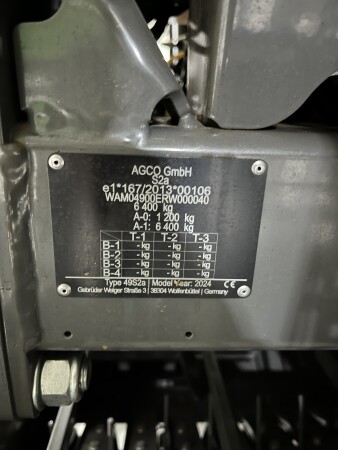 AGCO GmbH
S2a
e1*167/2013*00106
WAM04900ERW000040
6 400 kg
A-0: 1 200 kg
A-1: 6 400 kg
T-1 T-2 T-3
B-1 - kg - kg - kg
B-2 - kg - kg - kg
B-3 - kg - kg - kg
B-4 - kg - kg - kg
Type 49S2a | Model Year: 2024 CE
Gebrüder Welger Straße 3 | 38304 Wolfenbüttel | Germany